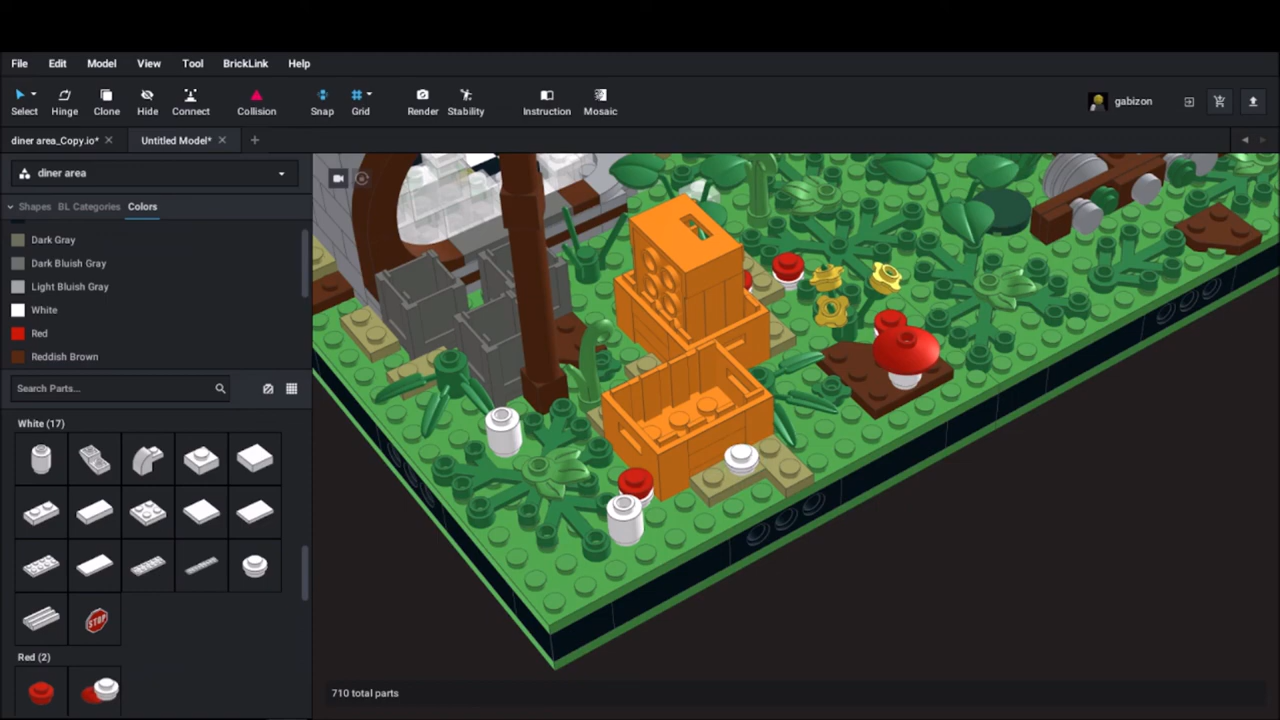 File Edit Model View Tool BrickLink Help
Select Hinge Clone Hide Connect Collision Snap Grid Render Stability Instruction Mosaic gabizon
diner area_Copy.io* Untitled Model*
diner area
Shapes BL Categories Colors
Dark Gray
Dark Bluish Gray
Light Bluish Gray
White
Red
Reddish Brown
Search Parts...
White (17)
STOP
Red (2)
710 total parts